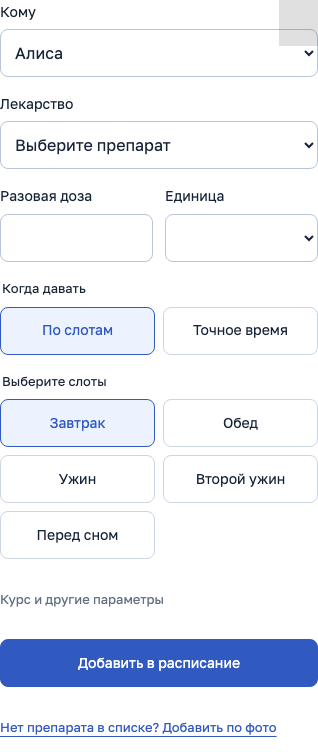 Кому
Алиса
Лекарство
Выберите препарат
Разовая доза
Единица
Когда давать
По слотам
Точное время
Выберите слоты
Завтрак
Обед
Ужин
Второй ужин
Перед сном
Курс и другие параметры
Добавить в расписание
Нет препарата в списке? Добавить по фото